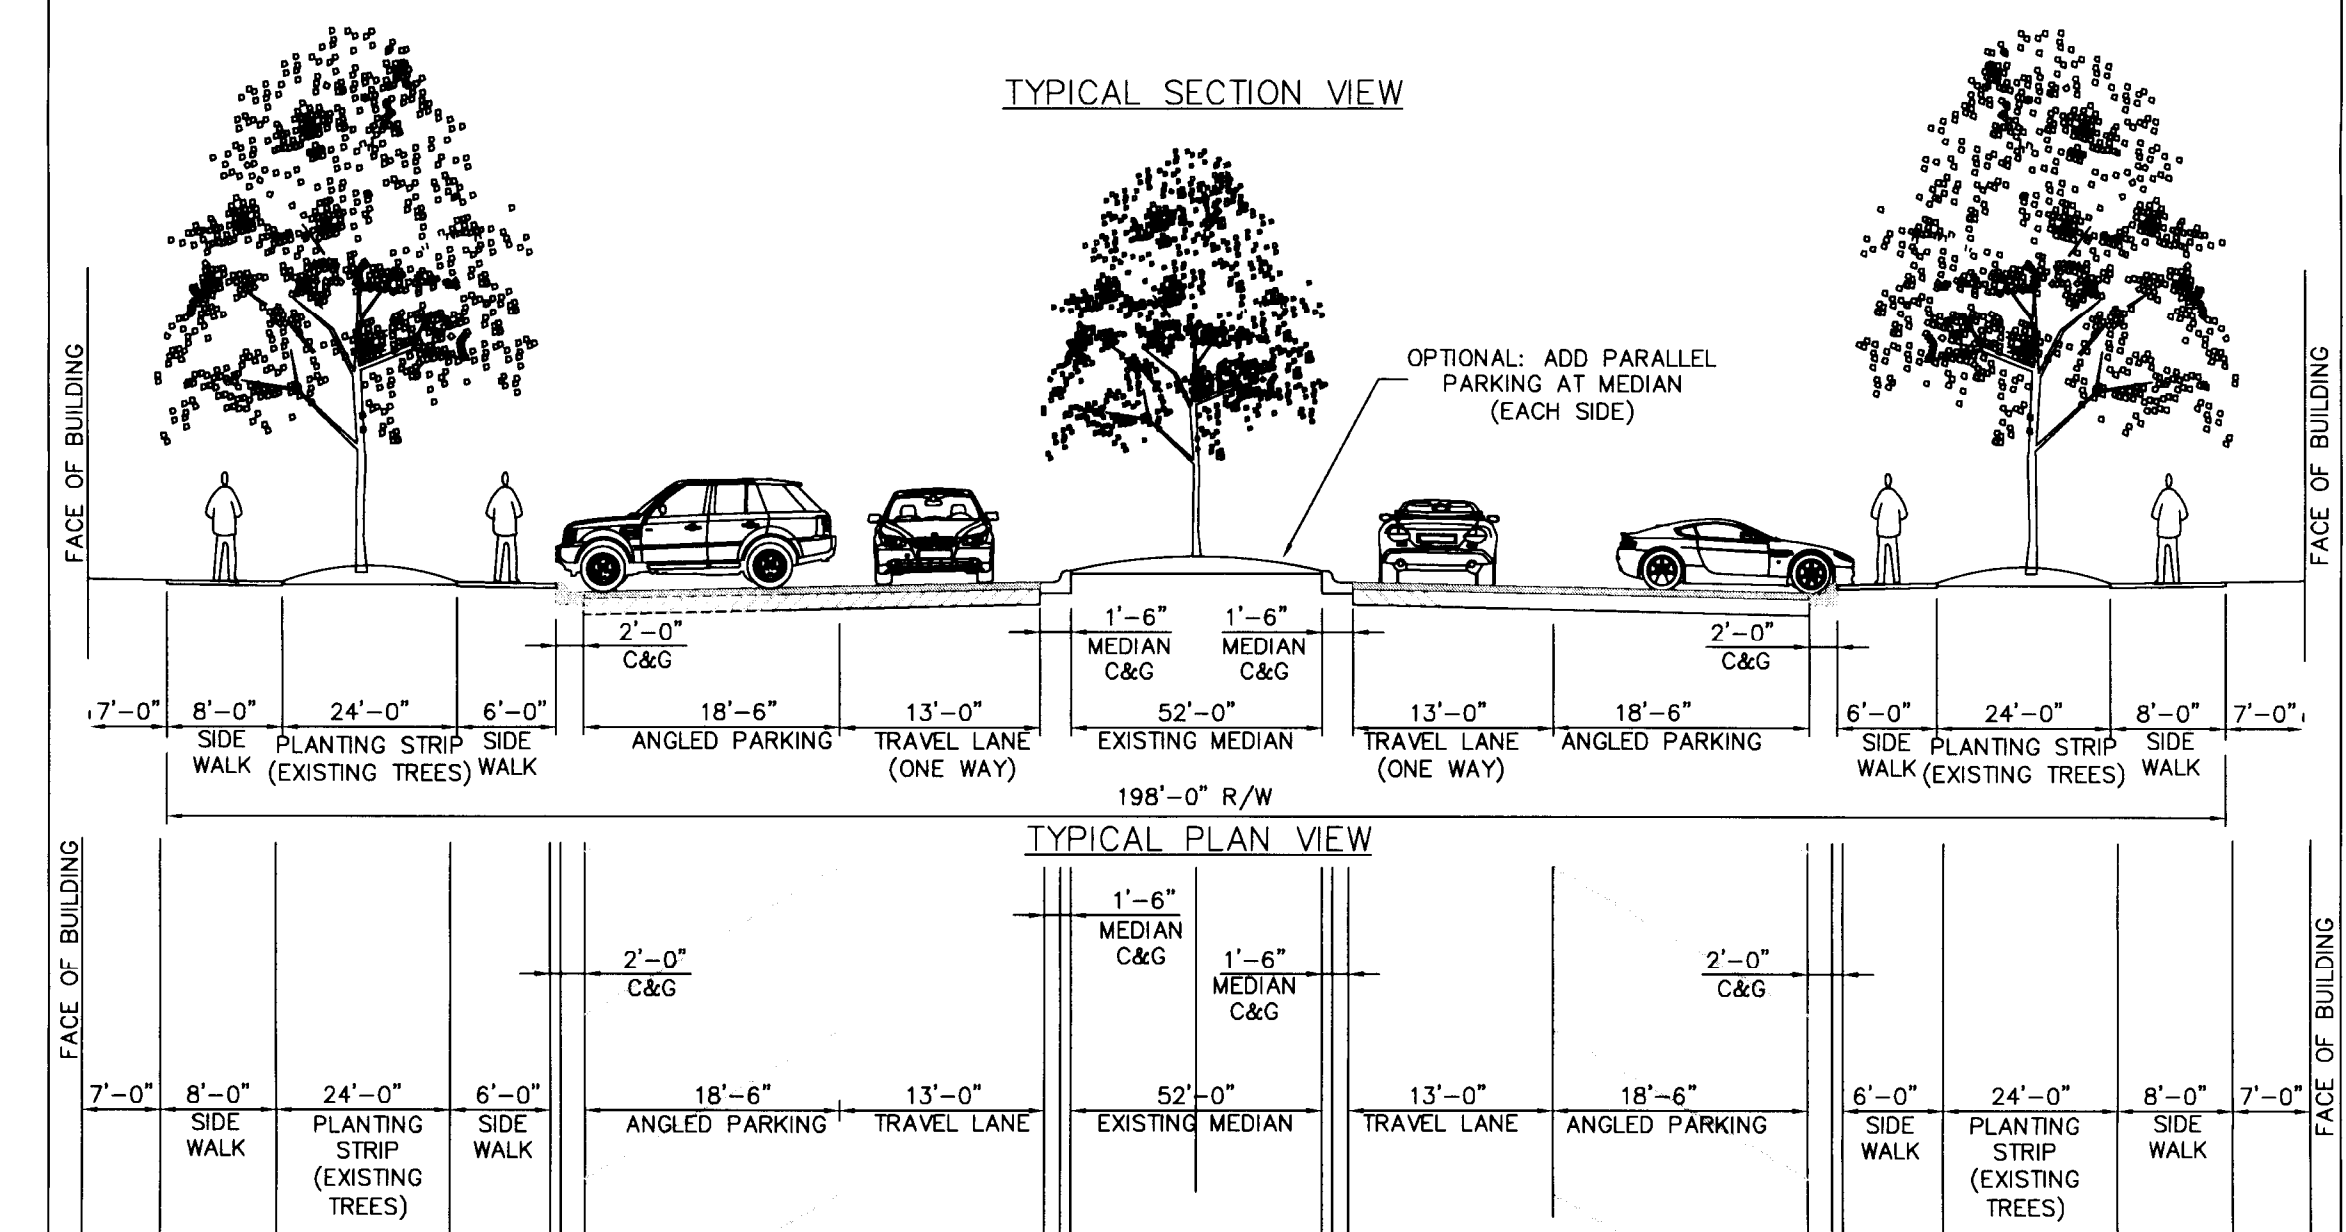 TYPICAL SECTION VIEW
OPTIONAL: ADD PARALLEL
PARKING AT MEDIAN
(EACH SIDE)
FACE OF BUILDING
FACE OF BUILDING
2'-0"
C&G
1'-6"
MEDIAN
C&G
1'-6"
MEDIAN
C&G
2'-0"
C&G
7'-0"
8'-0"
SIDE
WALK
24'-0"
PLANTING STRIP
(EXISTING TREES)
6'-0"
SIDE
WALK
18'-6"
ANGLED PARKING
13'-0"
TRAVEL LANE
(ONE WAY)
52'-0"
EXISTING MEDIAN
13'-0"
TRAVEL LANE
(ONE WAY)
18'-6"
ANGLED PARKING
6'-0"
SIDE
WALK
24'-0"
PLANTING STRIP
(EXISTING TREES)
8'-0"
SIDE
WALK
7'-0"
198'-0" R/W
TYPICAL PLAN VIEW
FACE OF BUILDING
FACE OF BUILDING
2'-0"
C&G
1'-6"
MEDIAN
C&G
1'-6"
MEDIAN
C&G
2'-0"
C&G
7'-0"
8'-0"
SIDE
WALK
24'-0"
PLANTING
STRIP
(EXISTING
TREES)
6'-0"
SIDE
WALK
18'-6"
ANGLED PARKING
13'-0"
TRAVEL LANE
52'-0"
EXISTING MEDIAN
13'-0"
TRAVEL LANE
18'-6"
ANGLED PARKING
6'-0"
SIDE
WALK
24'-0"
PLANTING
STRIP
(EXISTING
TREES)
8'-0"
SIDE
WALK
7'-0"